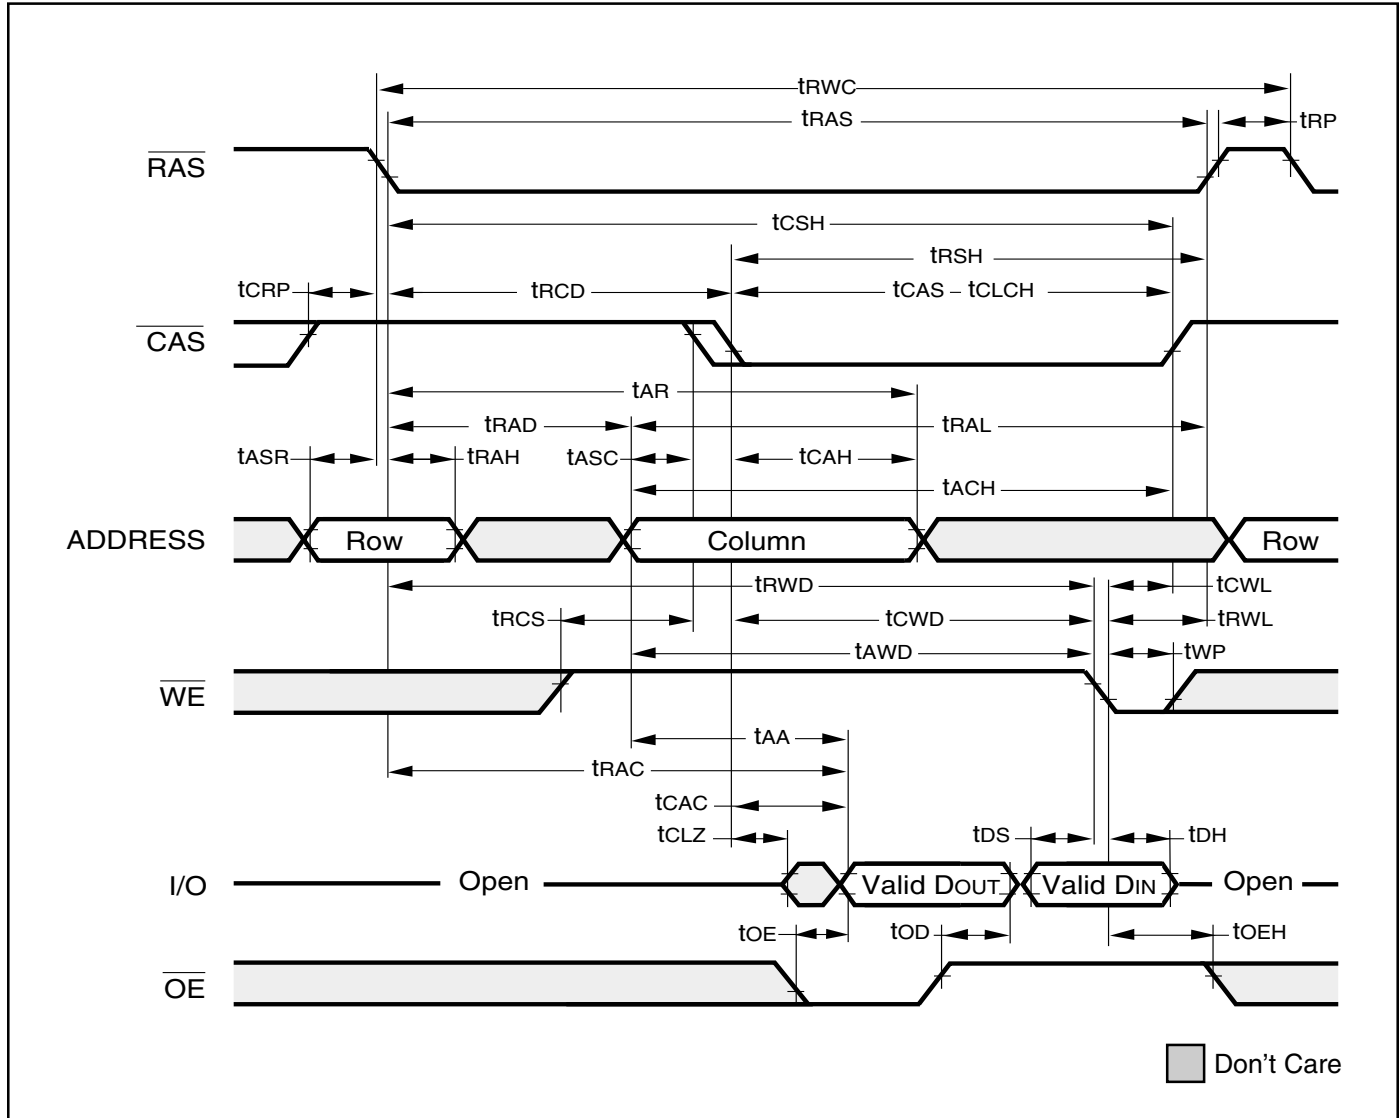 tRWC
tRAS
tRP
RAS
tCSH
tRSH
tCRP
tRCD
tCAS tCLCH
CAS
tAR
tRAD
tRAL
tASR
tRAH
tASC
tCAH
tACH
ADDRESS
Row
Column
Row
tRWD
tCWL
tRCS
tCWD
tRWL
tAWD
tWP
WE
tAA
tRAC
tCAC
tCLZ
tDS
tDH
I/O
Open
Valid DOUT
Valid DIN
Open
tOE
tOD
tOEH
OE
Don't Care